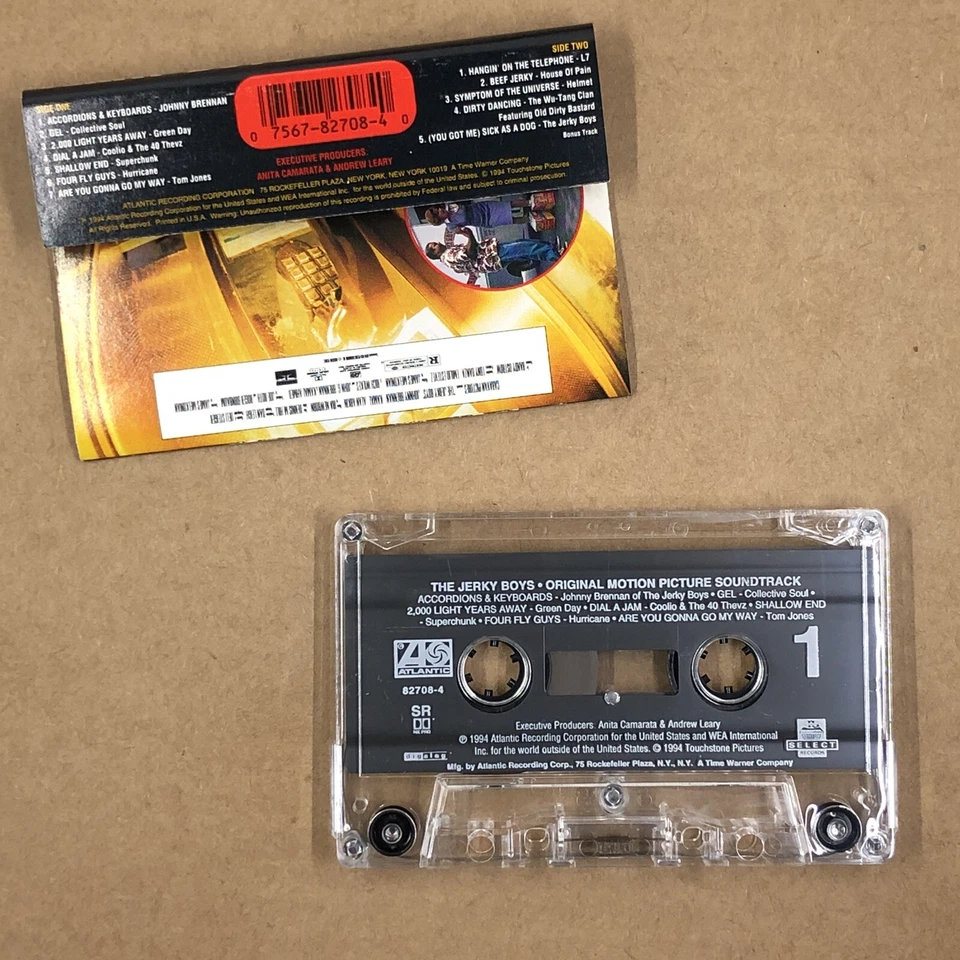 SIDE ONE
1. ACCORDIONS & KEYBOARDS - JOHNNY BRENNAN
2. GEL - Collective Soul
3. 2,000 LIGHT YEARS AWAY - Green Day
4. DIAL A JAM - Coolio & The 40 Thevz
5. SHALLOW END - Superchunk
6. FOUR FLY GUYS - Hurricane
7. ARE YOU GONNA GO MY WAY - Tom Jones
0 7567-82708-4 0
EXECUTIVE PRODUCERS:
ANITA CAMARATA & ANDREW LEARY
SIDE TWO
1. HANGIN' ON THE TELEPHONE - L7
2. BEEF JERKY - House Of Pain
3. SYMPTOM OF THE UNIVERSE - Helmet
4. DIRTY DANCING - The Wu-Tang Clan
Featuring Old Dirty Bastard
5. (YOU GOT ME) SICK AS A DOG - The Jerky Boys
Bonus Track
ATLANTIC RECORDING CORPORATION 75 ROCKEFELLER PLAZA, NEW YORK, NEW YORK 10019 A Time Warner Company
℗ 1994 Atlantic Recording Corporation for the United States and WEA International Inc. for the world outside of the United States. © 1994 Touchstone Pictures
All Rights Reserved. Printed in U.S.A. Warning: Unauthorized reproduction of this recording is prohibited by Federal law and subject to criminal prosecution.
R
THE JERKY BOYS • ORIGINAL MOTION PICTURE SOUNDTRACK
ACCORDIONS & KEYBOARDS - Johnny Brennan of The Jerky Boys • GEL - Collective Soul •
2,000 LIGHT YEARS AWAY - Green Day • DIAL A JAM - Coolio & The 40 Thevz • SHALLOW END
- Superchunk • FOUR FLY GUYS - Hurricane • ARE YOU GONNA GO MY WAY - Tom Jones
ATLANTIC
82708-4
1
SR
NR PRO
digalog
Executive Producers: Anita Camarata & Andrew Leary
℗ 1994 Atlantic Recording Corporation for the United States and WEA International
Inc. for the world outside of the United States. © 1994 Touchstone Pictures
SELECT
RECORDS
Mfg. by Atlantic Recording Corp., 75 Rockefeller Plaza, N.Y., N.Y. A Time Warner Company